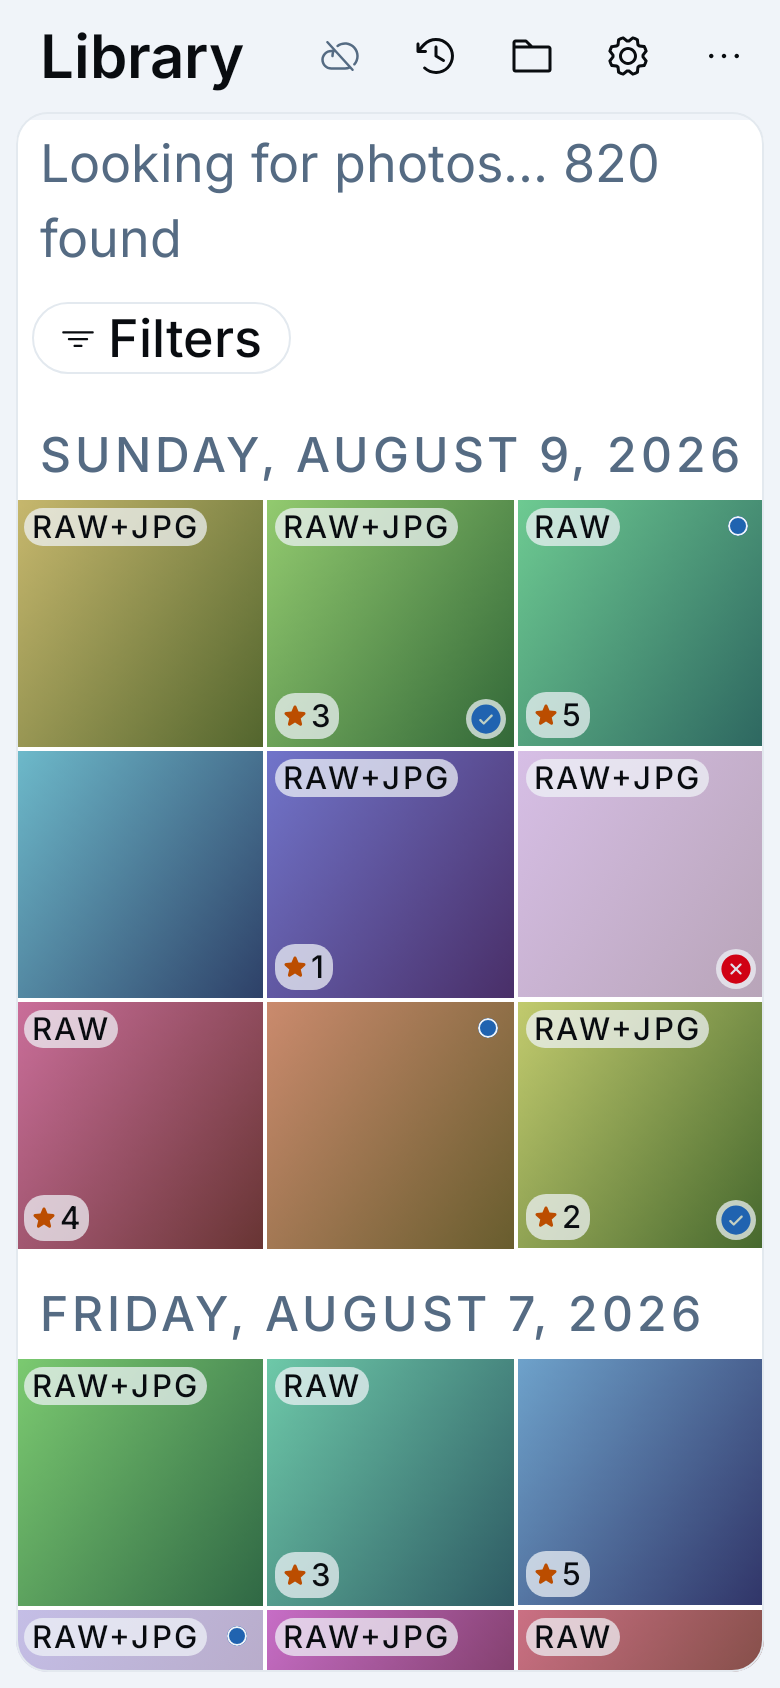 Library
Looking for photos... 820
found
Filters
SUNDAY, AUGUST 9, 2026
RAW+JPG
RAW+JPG
RAW
3
5
RAW+JPG
RAW+JPG
1
RAW
RAW+JPG
4
2
FRIDAY, AUGUST 7, 2026
RAW+JPG
RAW
3
5
RAW+JPG
RAW+JPG
RAW